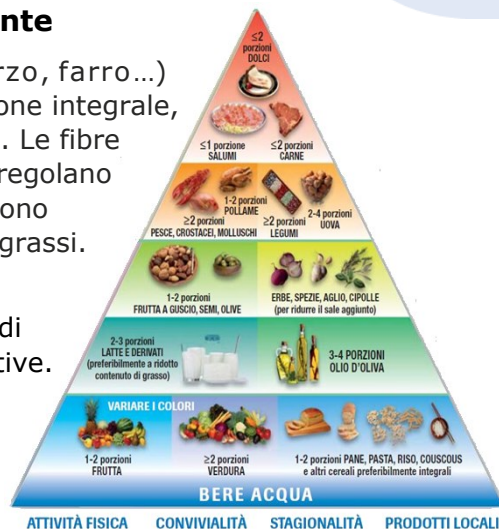 nte
rzo, farro…)
one integrale,
. Le fibre
regolano
ono
grassi.
di
tive.
≤2
porzioni
DOLCI
≤1 porzione
SALUMI
≤2 porzioni
CARNE
≥2 porzioni
PESCE, CROSTACEI, MOLLUSCHI
1-2 porzioni
POLLAME
≥2 porzioni
LEGUMI
2-4 porzioni
UOVA
1-2 porzioni
FRUTTA A GUSCIO, SEMI, OLIVE
ERBE, SPEZIE, AGLIO, CIPOLLE
(per ridurre il sale aggiunto)
2-3 porzioni
LATTE E DERIVATI
(preferibilmente a ridotto
contenuto di grasso)
3-4 PORZIONI
OLIO D'OLIVA
VARIARE I COLORI
1-2 porzioni
FRUTTA
≥2 porzioni
VERDURA
1-2 porzioni PANE, PASTA, RISO, COUSCOUS
e altri cereali preferibilmente integrali
BERE ACQUA
ATTIVITÀ FISICA CONVIVIALITÀ STAGIONALITÀ PRODOTTI LOCALI